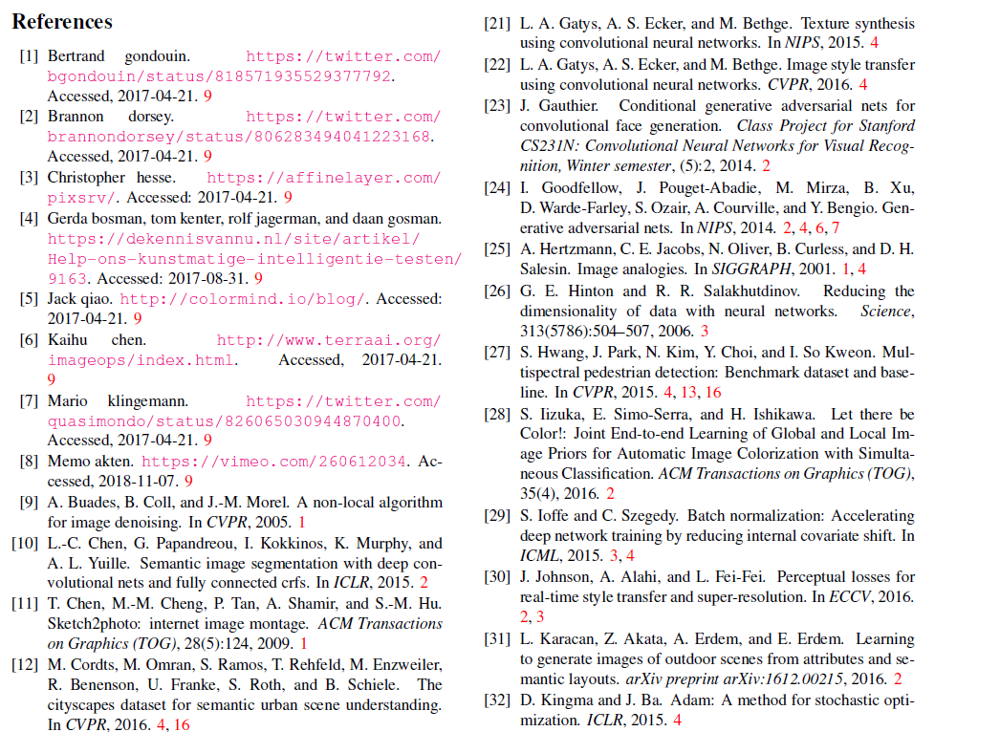 References
[1] Bertrand gondouin. https://twitter.com/
bgondouin/status/818571935529377792.
Accessed, 2017-04-21. 9
[2] Brannon dorsey. https://twitter.com/
brannondorsey/status/806283494041223168.
Accessed, 2017-04-21. 9
[3] Christopher hesse. https://affinelayer.com/
pixsrv/. Accessed: 2017-04-21. 9
[4] Gerda bosman, tom kenter, rolf jagerman, and daan gosman.
https://dekennisvannu.nl/site/artikel/
Help-ons-kunstmatige-intelligentie-testen/
9163. Accessed: 2017-08-31. 9
[5] Jack qiao. http://colormind.io/blog/. Accessed:
2017-04-21. 9
[6] Kaihu chen. http://www.terraai.org/
imageops/index.html. Accessed, 2017-04-21.
9
[7] Mario klingemann. https://twitter.com/
quasimondo/status/826065030944870400.
Accessed, 2017-04-21. 9
[8] Memo akten. https://vimeo.com/260612034. Ac-
cessed, 2018-11-07. 9
[9] A. Buades, B. Coll, and J.-M. Morel. A non-local algorithm
for image denoising. In CVPR, 2005. 1
[10] L.-C. Chen, G. Papandreou, I. Kokkinos, K. Murphy, and
A. L. Yuille. Semantic image segmentation with deep con-
volutional nets and fully connected crfs. In ICLR, 2015. 2
[11] T. Chen, M.-M. Cheng, P. Tan, A. Shamir, and S.-M. Hu.
Sketch2photo: internet image montage. ACM Transactions
on Graphics (TOG), 28(5):124, 2009. 1
[12] M. Cordts, M. Omran, S. Ramos, T. Rehfeld, M. Enzweiler,
R. Benenson, U. Franke, S. Roth, and B. Schiele. The
cityscapes dataset for semantic urban scene understanding.
In CVPR, 2016. 4, 16
[21] L. A. Gatys, A. S. Ecker, and M. Bethge. Texture synthesis
using convolutional neural networks. In NIPS, 2015. 4
[22] L. A. Gatys, A. S. Ecker, and M. Bethge. Image style transfer
using convolutional neural networks. CVPR, 2016. 4
[23] J. Gauthier. Conditional generative adversarial nets for
convolutional face generation. Class Project for Stanford
CS231N: Convolutional Neural Networks for Visual Recog-
nition, Winter semester, (5):2, 2014. 2
[24] I. Goodfellow, J. Pouget-Abadie, M. Mirza, B. Xu,
D. Warde-Farley, S. Ozair, A. Courville, and Y. Bengio. Gen-
erative adversarial nets. In NIPS, 2014. 2, 4, 6, 7
[25] A. Hertzmann, C. E. Jacobs, N. Oliver, B. Curless, and D. H.
Salesin. Image analogies. In SIGGRAPH, 2001. 1, 4
[26] G. E. Hinton and R. R. Salakhutdinov. Reducing the
dimensionality of data with neural networks. Science,
313(5786):504–507, 2006. 3
[27] S. Hwang, J. Park, N. Kim, Y. Choi, and I. So Kweon. Mul-
tispectral pedestrian detection: Benchmark dataset and base-
line. In CVPR, 2015. 4, 13, 16
[28] S. Iizuka, E. Simo-Serra, and H. Ishikawa. Let there be
Color!: Joint End-to-end Learning of Global and Local Im-
age Priors for Automatic Image Colorization with Simulta-
neous Classification. ACM Transactions on Graphics (TOG),
35(4), 2016. 2
[29] S. Ioffe and C. Szegedy. Batch normalization: Accelerating
deep network training by reducing internal covariate shift. In
ICML, 2015. 3, 4
[30] J. Johnson, A. Alahi, and L. Fei-Fei. Perceptual losses for
real-time style transfer and super-resolution. In ECCV, 2016.
2, 3
[31] L. Karacan, Z. Akata, A. Erdem, and E. Erdem. Learning
to generate images of outdoor scenes from attributes and se-
mantic layouts. arXiv preprint arXiv:1612.00215, 2016. 2
[32] D. Kingma and J. Ba. Adam: A method for stochastic opti-
mization. ICLR, 2015. 4